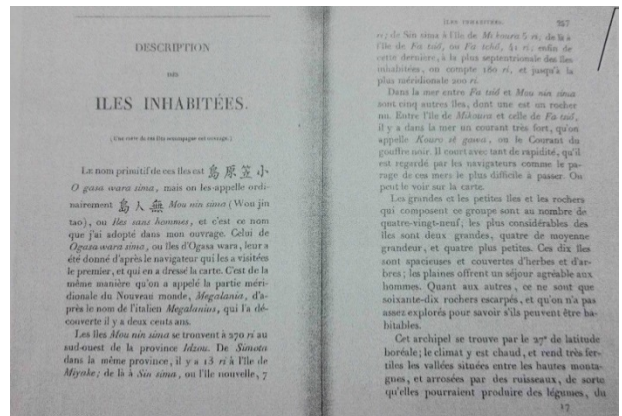 DESCRIPTION
DES
ILES INHABITÉES.
(Une carte de ces îles accompagne cet ouvrage.)
Le nom primitif de ces îles est 島原笠小
O gasa wara sima, mais on les appelle ordi-
nairement 島人無 Mou nin sima (Won jin
tao), ou Iles sans hommes, et c'est ce nom
que j'ai adopté dans mon ouvrage. Celui de
Ogasa wara sima, ou îles d'Ogasa wara, leur a
été donné d'après le navigateur qui les a visitées
le premier, et qui en a dressé la carte. C'est de la
même manière qu'on a appelé la partie méri-
dionale du Nouveau monde, Megalania, d'a-
près le nom de l'italien Megalanius, qui l'a dé-
couverte il y a deux cents ans.
Les îles Mou nin sima se trouvent à 270 ri au
sud-ouest de la province Idzou. De Simota
dans la même province, il y a 13 ri à l'île de
Miyake; de là à Sin sima, ou l'île nouvelle, 7
ILES INHABITÉES. 257
ri; de Sin sima à l'île de Mi koura 5 ri, de là à
l'île de Fa tsió, ou Fa tchó, 41 ri; enfin de
cette dernière, à la plus septentrionale des îles
inhabitées, on compte 180 ri, et jusqu'à la
plus méridionale 200 ri.
Dans la mer entre Fa tsió et Mou nin sima
sont cinq autres îles, dont une est un rocher
nu. Entre l'île de Mikoura et celle de Fa tsió,
il y a dans la mer un courant très fort, qu'on
appelle Kouro se gawa, ou le Courant du
gouffre noir. Il court avec tant de rapidité, qu'il
est regardé par les navigateurs comme le pa-
rage de ces mers le plus difficile à passer. On
peut le voir sur la carte.
Les grandes et les petites îles et les rochers
qui composent ce groupe sont au nombre de
quatre-vingt-neuf; les plus considérables des
îles sont deux grandes, quatre de moyenne
grandeur, et quatre plus petites. Ces dix îles
sont spacieuses et couvertes d'herbes et d'ar-
bres; les plaines offrent un séjour agréable aux
hommes. Quant aux autres, ce ne sont que
soixante-dix rochers escarpés, et qu'on n'a pas
assez explorés pour savoir s'ils peuvent être ha-
bitables.
Cet archipel se trouve par le 27° de latitude
boréale; le climat y est chaud, et rend très fer-
tiles les vallées situées entre les hautes monta-
gnes, et arrosées par des ruisseaux, de sorte
qu'elles pourraient produire des légumes, du
17